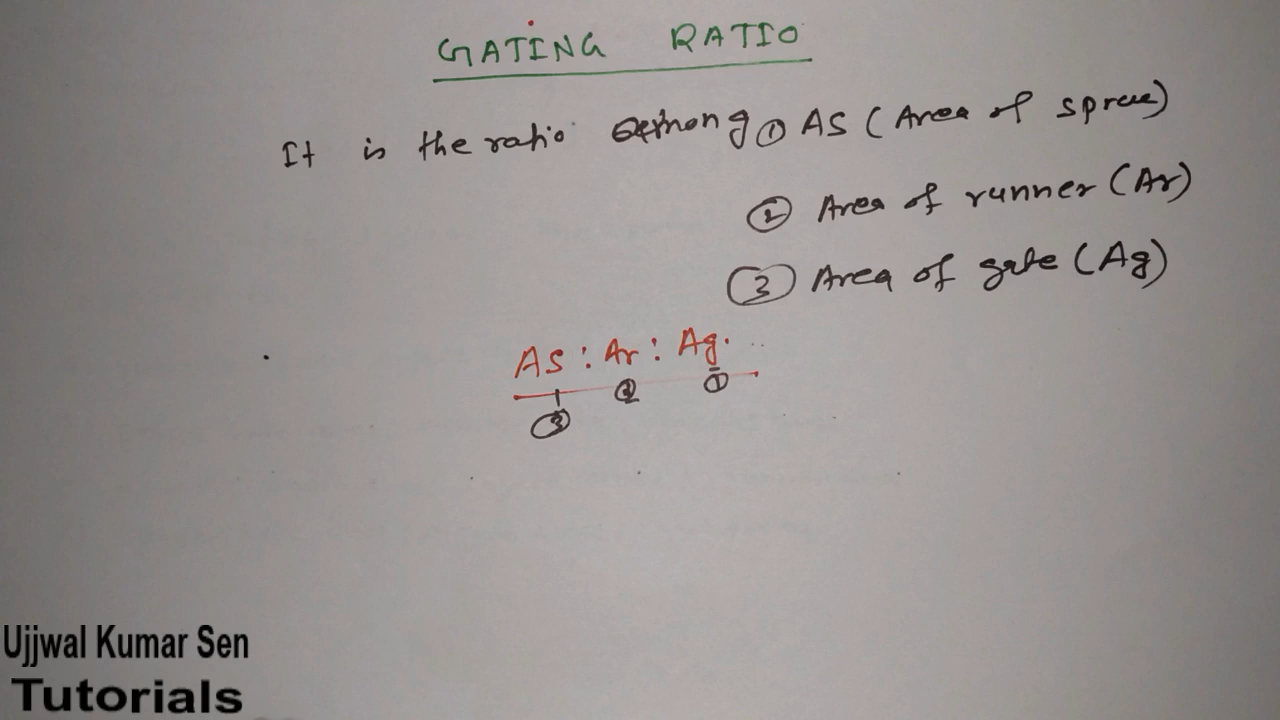 GATING RATIO
It is the ratio among ① AS (Area of sprue)
② Area of runner (Ar)
③ Area of gate (Ag)
AS : Ar : Ag.
③ ② ①
Ujjwal Kumar Sen
Tutorials